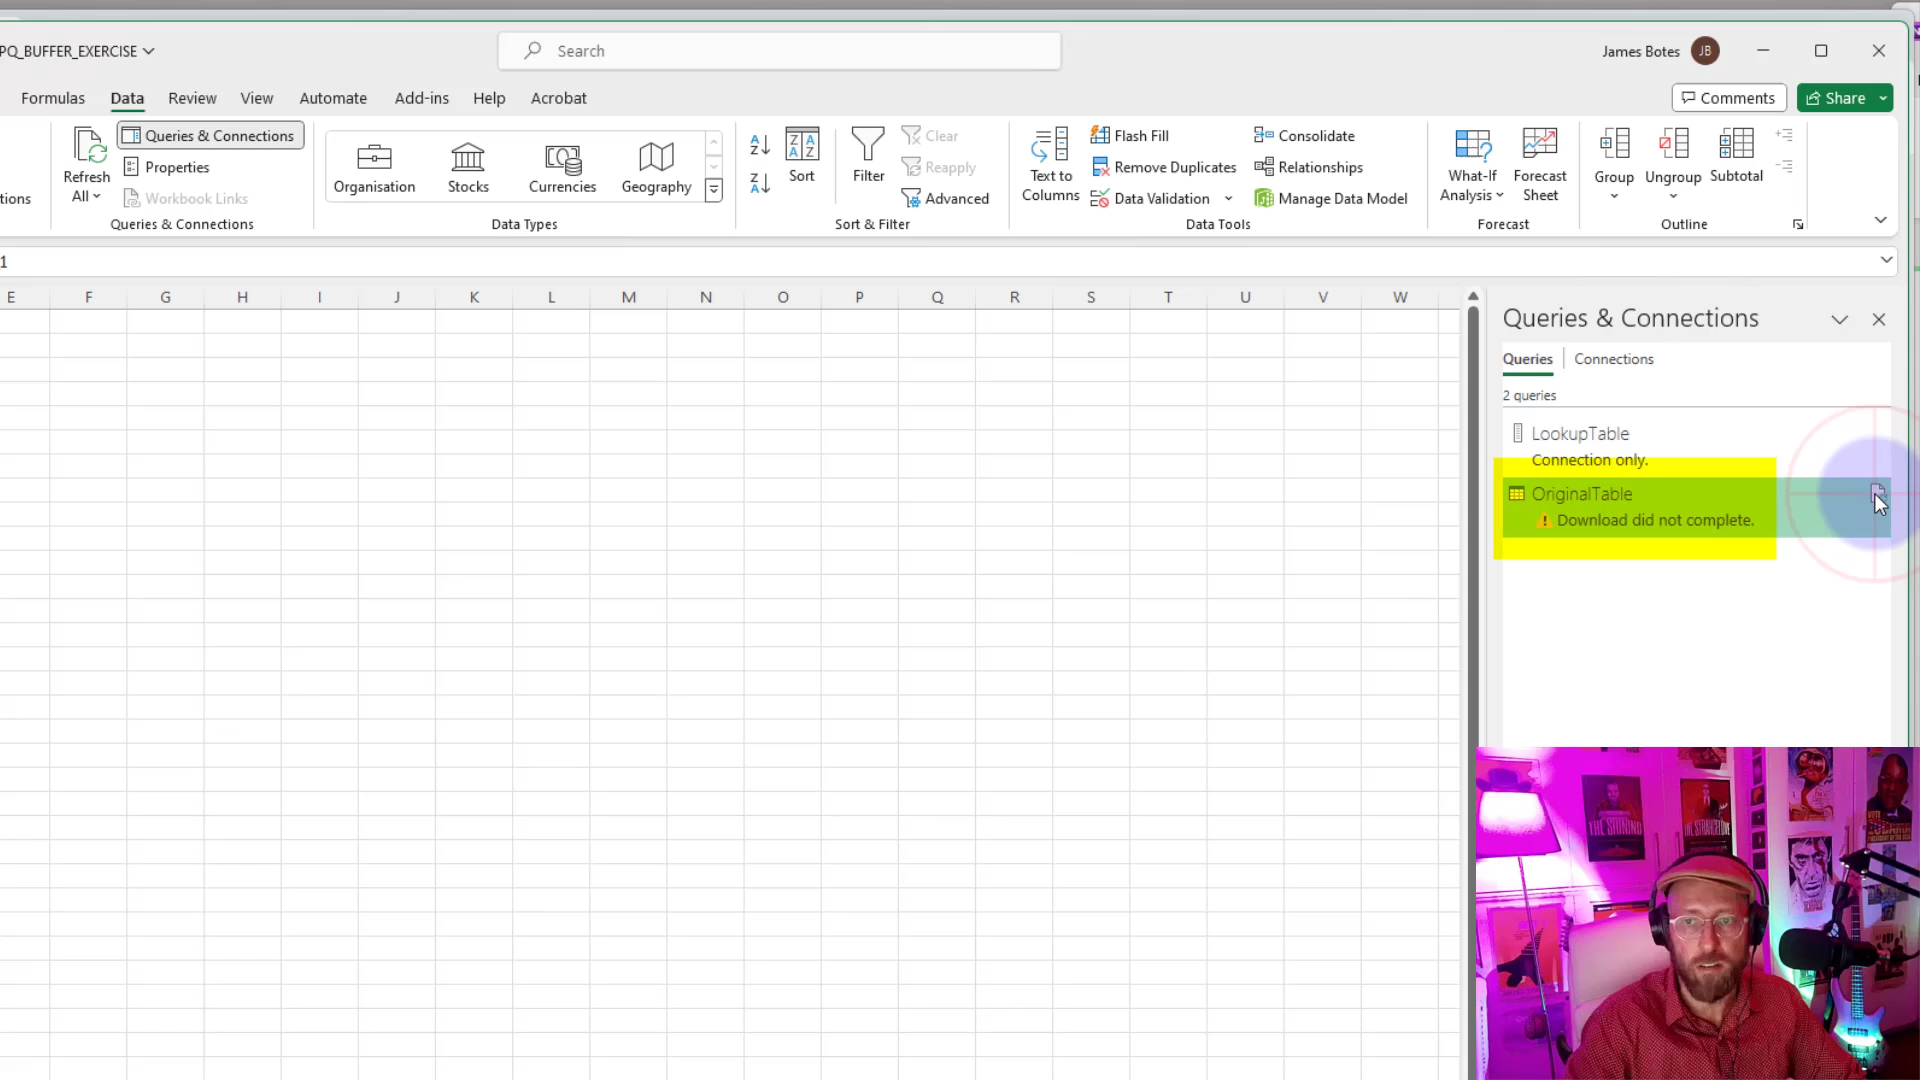 PQ_BUFFER_EXERCISE
Search
James Botes
JB
Formulas
Data
Review
View
Automate
Add-ins
Help
Acrobat
Comments
Share
tions
Refresh
All
Queries & Connections
Properties
Workbook Links
Queries & Connections
Organisation
Stocks
Currencies
Geography
Data Types
Sort
Filter
Clear
Reapply
Advanced
Sort & Filter
Text to
Columns
Flash Fill
Remove Duplicates
Data Validation
Consolidate
Relationships
Manage Data Model
Data Tools
What-If
Analysis
Forecast
Sheet
Forecast
Group
Ungroup
Subtotal
Outline
1
E F G H I J K L M N O P Q R S T U V W
Queries & Connections
Queries
Connections
2 queries
LookupTable
Connection only.
OriginalTable
Download did not complete.
THE SHINING